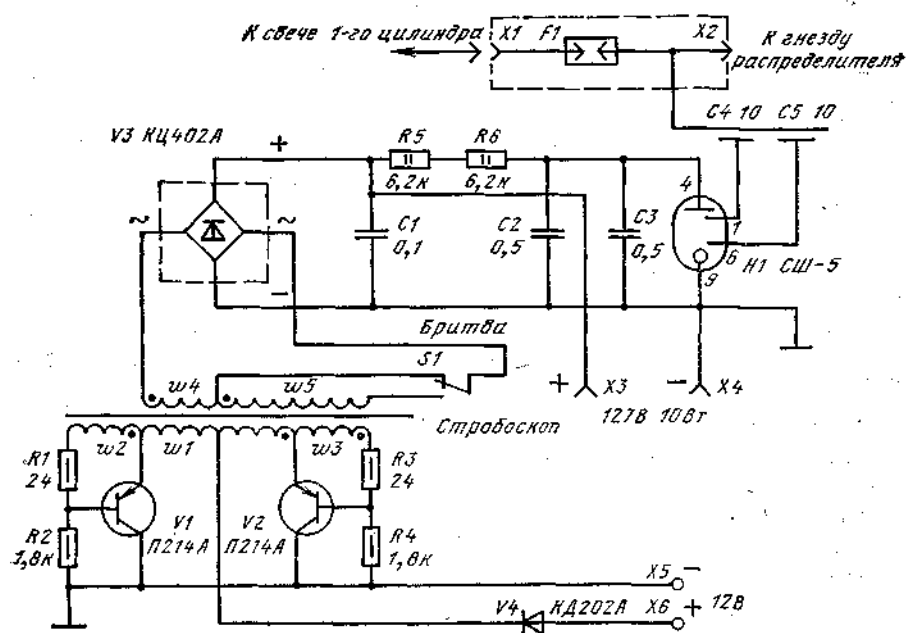 К свече 1-го цилиндра
X1 F1 X2
К гнезду
распределителя
C4 10 C5 10
V3 КЦ402А
+
R5 R6
6,2к 6,2к
~ ~
C1
0,1
C2
0,5
C3
0,5
4
1
6
9
H1 СШ-5
−
Бритва
S1
w4 w5
+ X3 − X4
127В 10Вт
Стробоскоп
w2 w1 w3
R1
24
R3
24
V1
П214А
V2
П214А
R2
1,8к
R4
1,8к
X5 −
V4 КД202А X6 + 12В